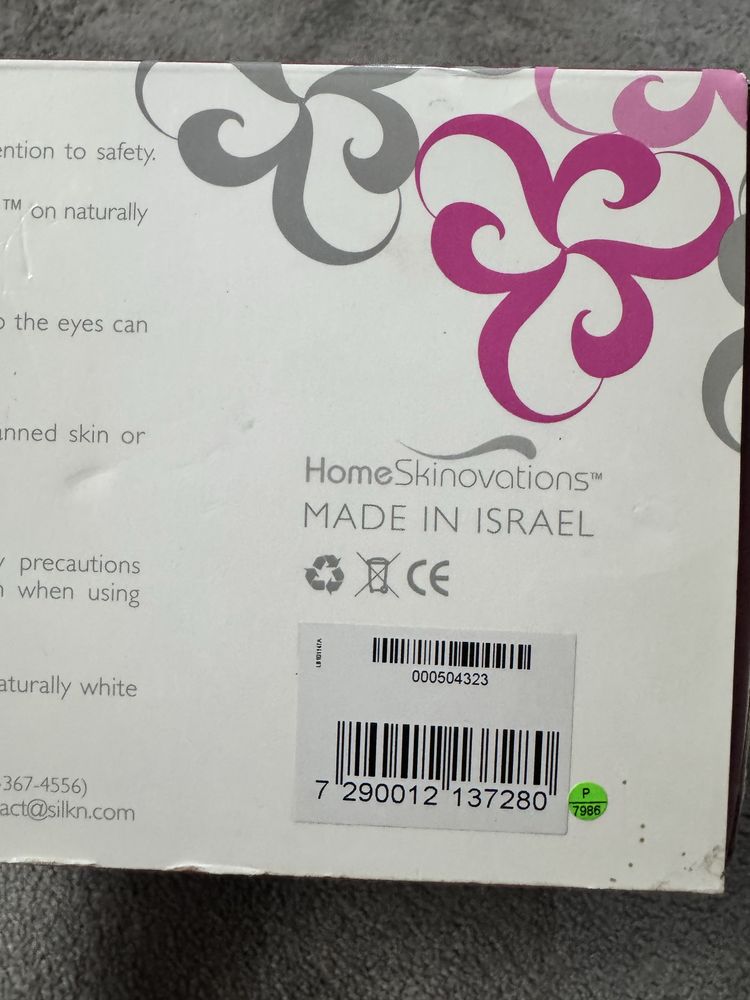 ention to safety.
™ on naturally
o the eyes can
anned skin or
HomeSkinovations™
MADE IN ISRAEL
y precautions
n when using
CE
aturally white
LB101147A
000504323
7 290012 137280
P
7986
-367-4556)
act@silkn.com